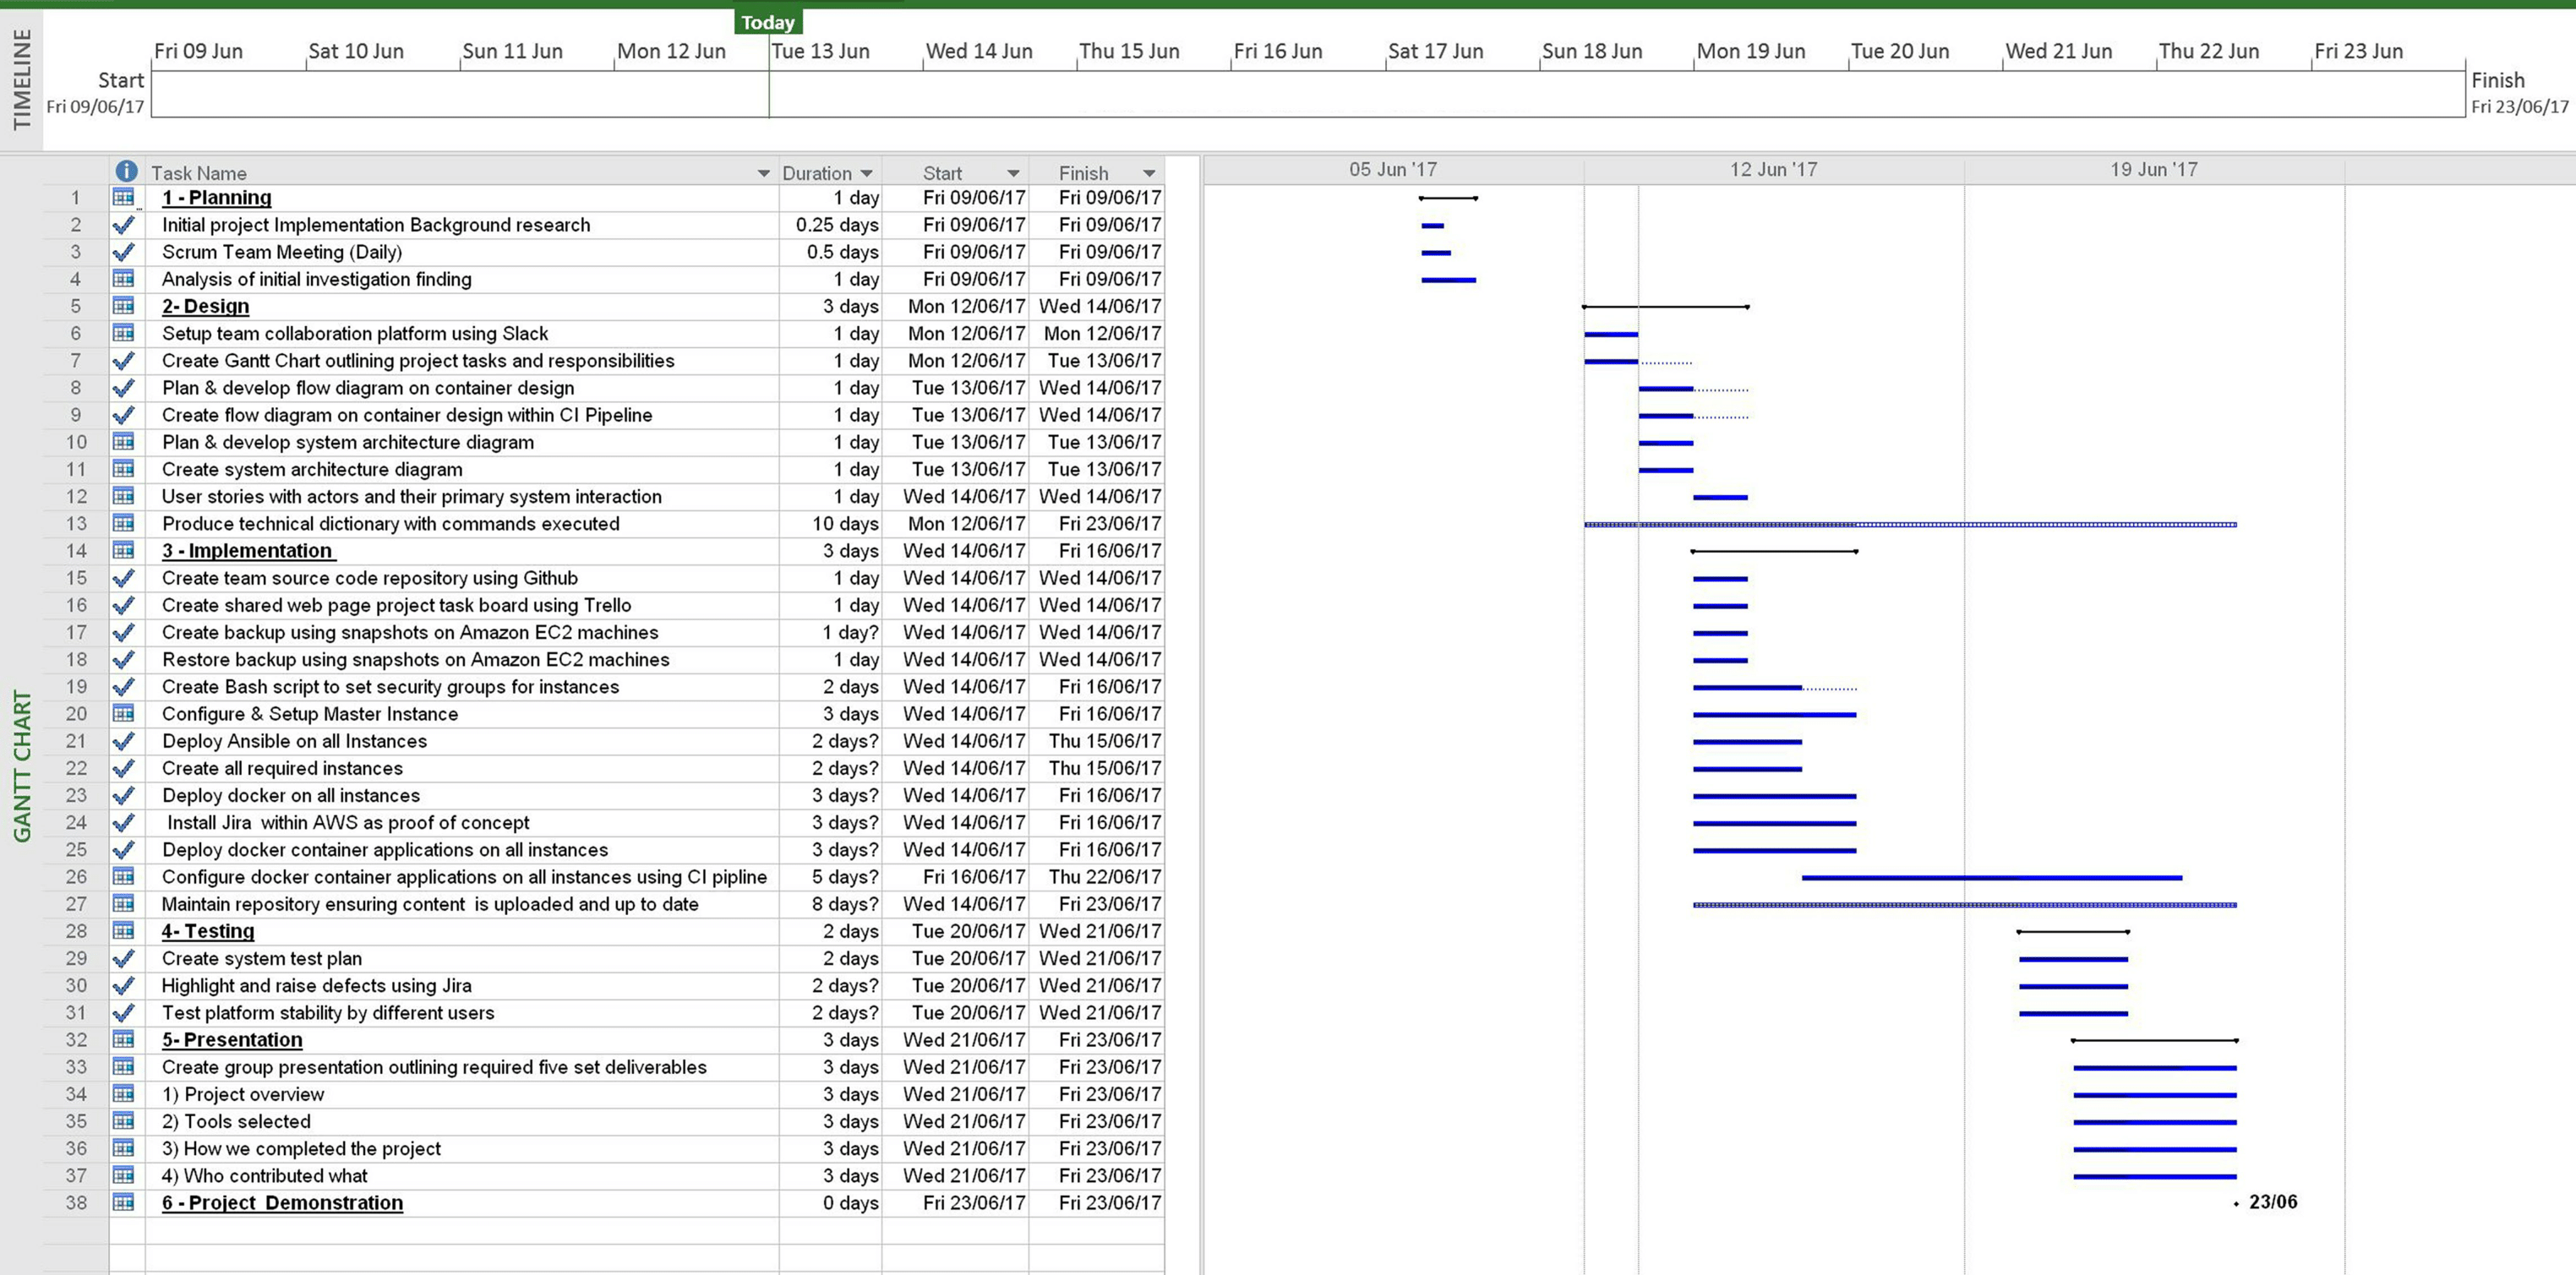 Today
TIMELINE
Fri 09 Jun Sat 10 Jun Sun 11 Jun Mon 12 Jun Tue 13 Jun Wed 14 Jun Thu 15 Jun Fri 16 Jun Sat 17 Jun Sun 18 Jun Mon 19 Jun Tue 20 Jun Wed 21 Jun Thu 22 Jun Fri 23 Jun
Start Finish
Fri 09/06/17 Fri 23/06/17
GANTT CHART
Task Name Duration Start Finish 05 Jun '17 12 Jun '17 19 Jun '17
1 1 - Planning 1 day Fri 09/06/17 Fri 09/06/17
2 Initial project Implementation Background research 0.25 days Fri 09/06/17 Fri 09/06/17
3 Scrum Team Meeting (Daily) 0.5 days Fri 09/06/17 Fri 09/06/17
4 Analysis of initial investigation finding 1 day Fri 09/06/17 Fri 09/06/17
5 2- Design 3 days Mon 12/06/17 Wed 14/06/17
6 Setup team collaboration platform using Slack 1 day Mon 12/06/17 Mon 12/06/17
7 Create Gantt Chart outlining project tasks and responsibilities 1 day Mon 12/06/17 Tue 13/06/17
8 Plan & develop flow diagram on container design 1 day Tue 13/06/17 Wed 14/06/17
9 Create flow diagram on container design within CI Pipeline 1 day Tue 13/06/17 Wed 14/06/17
10 Plan & develop system architecture diagram 1 day Tue 13/06/17 Tue 13/06/17
11 Create system architecture diagram 1 day Tue 13/06/17 Tue 13/06/17
12 User stories with actors and their primary system interaction 1 day Wed 14/06/17 Wed 14/06/17
13 Produce technical dictionary with commands executed 10 days Mon 12/06/17 Fri 23/06/17
14 3 - Implementation 3 days Wed 14/06/17 Fri 16/06/17
15 Create team source code repository using Github 1 day Wed 14/06/17 Wed 14/06/17
16 Create shared web page project task board using Trello 1 day Wed 14/06/17 Wed 14/06/17
17 Create backup using snapshots on Amazon EC2 machines 1 day? Wed 14/06/17 Wed 14/06/17
18 Restore backup using snapshots on Amazon EC2 machines 1 day Wed 14/06/17 Wed 14/06/17
19 Create Bash script to set security groups for instances 2 days Wed 14/06/17 Fri 16/06/17
20 Configure & Setup Master Instance 3 days Wed 14/06/17 Fri 16/06/17
21 Deploy Ansible on all Instances 2 days? Wed 14/06/17 Thu 15/06/17
22 Create all required instances 2 days? Wed 14/06/17 Thu 15/06/17
23 Deploy docker on all instances 3 days? Wed 14/06/17 Fri 16/06/17
24 Install Jira within AWS as proof of concept 3 days? Wed 14/06/17 Fri 16/06/17
25 Deploy docker container applications on all instances 3 days? Wed 14/06/17 Fri 16/06/17
26 Configure docker container applications on all instances using CI pipline 5 days? Fri 16/06/17 Thu 22/06/17
27 Maintain repository ensuring content is uploaded and up to date 8 days? Wed 14/06/17 Fri 23/06/17
28 4- Testing 2 days Tue 20/06/17 Wed 21/06/17
29 Create system test plan 2 days Tue 20/06/17 Wed 21/06/17
30 Highlight and raise defects using Jira 2 days? Tue 20/06/17 Wed 21/06/17
31 Test platform stability by different users 2 days? Tue 20/06/17 Wed 21/06/17
32 5- Presentation 3 days Wed 21/06/17 Fri 23/06/17
33 Create group presentation outlining required five set deliverables 3 days Wed 21/06/17 Fri 23/06/17
34 1) Project overview 3 days Wed 21/06/17 Fri 23/06/17
35 2) Tools selected 3 days Wed 21/06/17 Fri 23/06/17
36 3) How we completed the project 3 days Wed 21/06/17 Fri 23/06/17
37 4) Who contributed what 3 days Wed 21/06/17 Fri 23/06/17
38 6 - Project Demonstration 0 days Fri 23/06/17 Fri 23/06/17 23/06